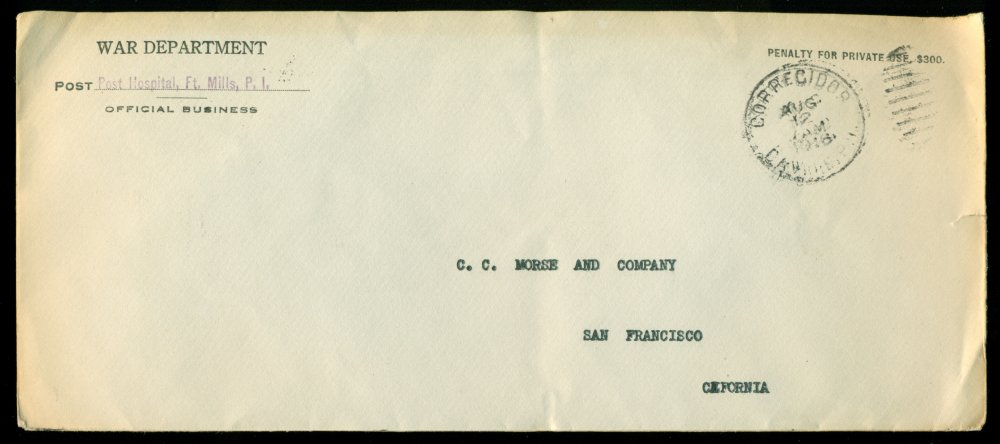 WAR DEPARTMENT
POST Post Hospital, Ft. Mills, P. I.
OFFICIAL BUSINESS
PENALTY FOR PRIVATE USE, $300.
CORREGIDOR
AUG
12
AM
C. C. MORSE AND COMPANY
SAN FRANCISCO
CAFORNIA